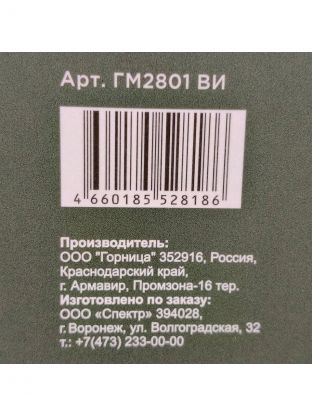 Арт. ГМ2801 ВИ
4 660185 528186
Производитель:
ООО "Горница" 352916, Россия,
Краснодарский край,
г. Армавир, Промзона-16 тер.
Изготовлено по заказу:
ООО «Спектр» 394028,
г. Воронеж, ул. Волгоградская, 32
т.: +7(473) 233-00-00